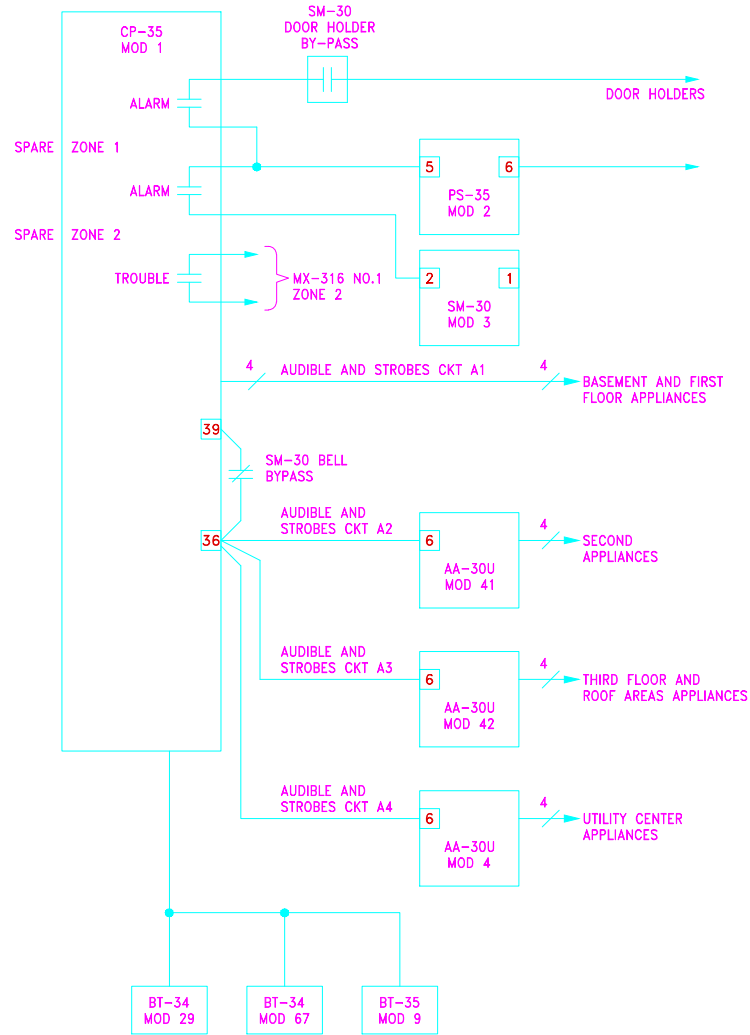 CP-35
MOD 1
SM-30
DOOR HOLDER
BY-PASS
ALARM
DOOR HOLDERS
SPARE ZONE 1
5
6
PS-35
MOD 2
ALARM
SPARE ZONE 2
TROUBLE
MX-316 NO.1
ZONE 2
2
1
SM-30
MOD 3
4
AUDIBLE AND STROBES CKT A1
4
BASEMENT AND FIRST
FLOOR APPLIANCES
39
SM-30 BELL
BYPASS
36
AUDIBLE AND
STROBES CKT A2
6
AA-30U
MOD 41
4
SECOND
APPLIANCES
AUDIBLE AND
STROBES CKT A3
6
AA-30U
MOD 42
4
THIRD FLOOR AND
ROOF AREAS APPLIANCES
AUDIBLE AND
STROBES CKT A4
6
AA-30U
MOD 4
4
UTILITY CENTER
APPLIANCES
BT-34
MOD 29
BT-34
MOD 67
BT-35
MOD 9